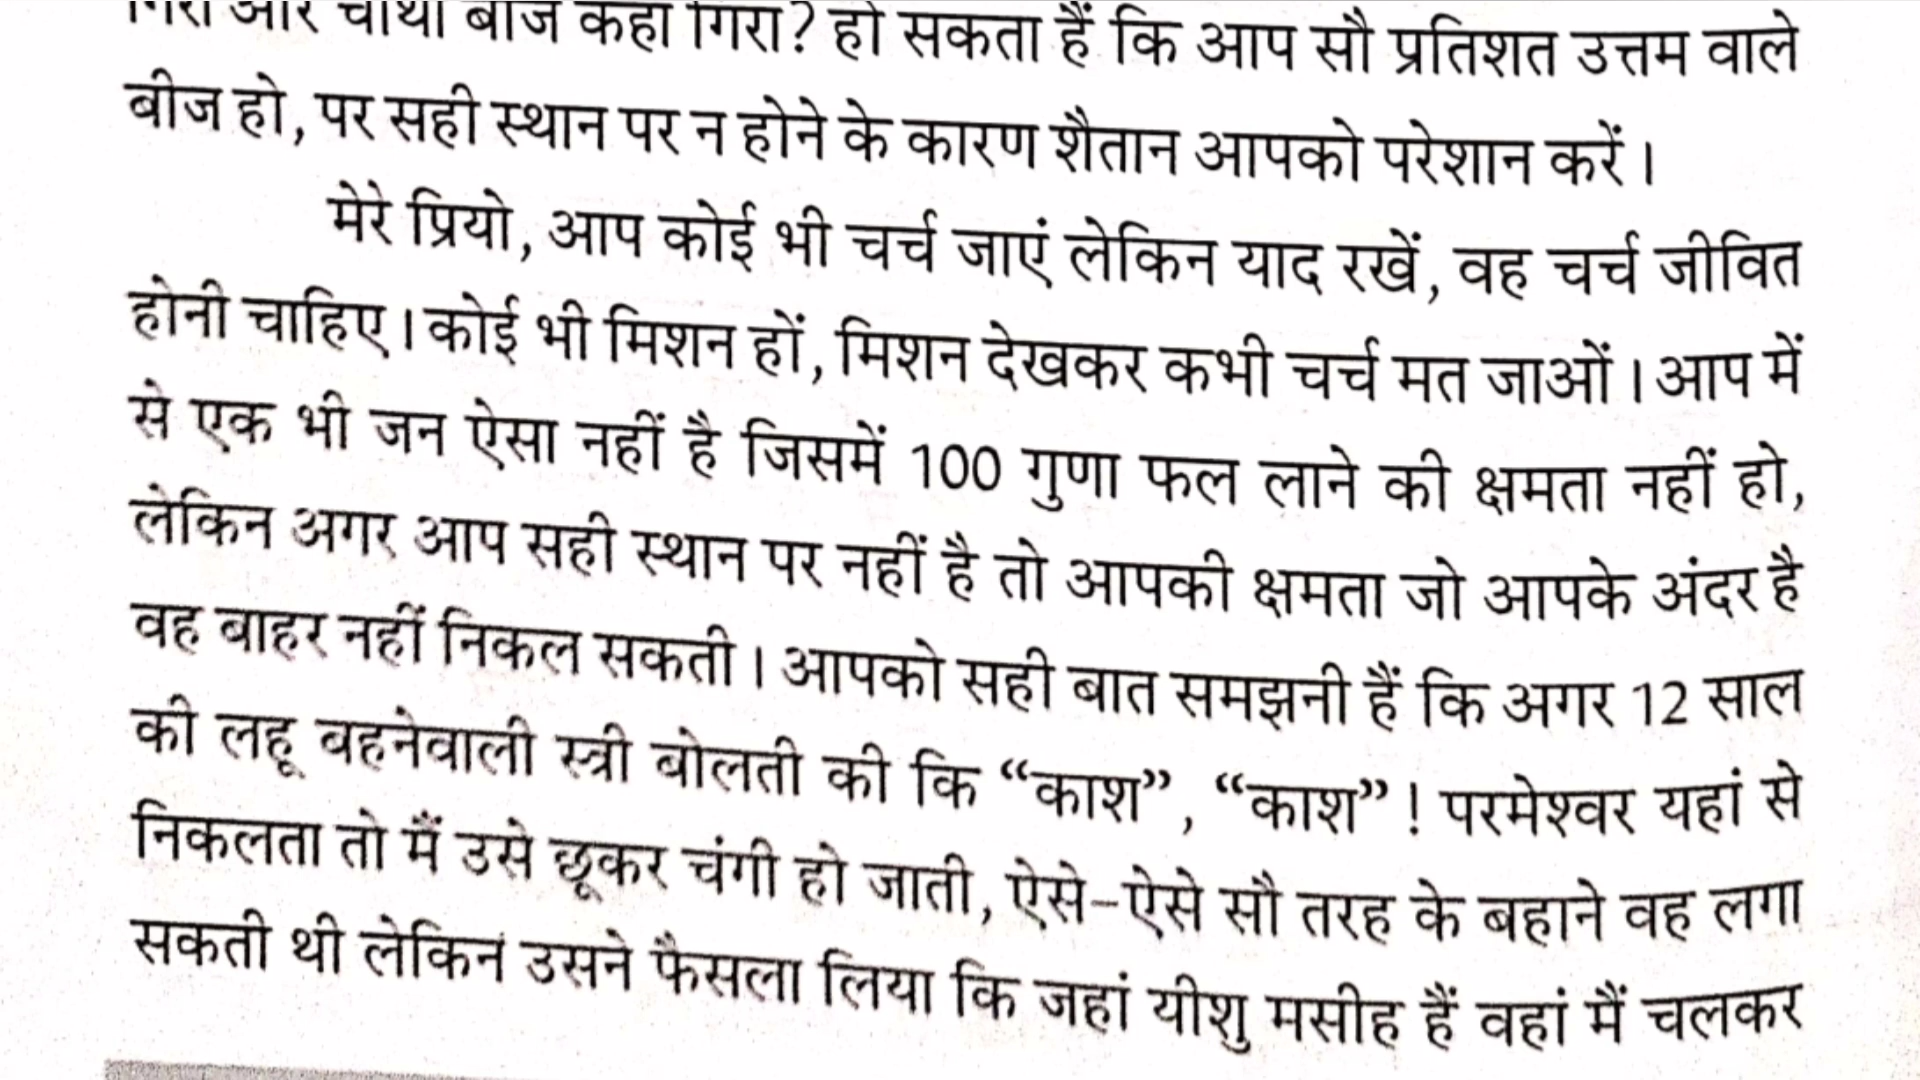 गिरा और चौथा बीज कहां गिरा? हो सकता हैं कि आप सौ प्रतिशत उत्तम वाले
बीज हो, पर सही स्थान पर न होने के कारण शैतान आपको परेशान करें।
मेरे प्रियो, आप कोई भी चर्च जाएं लेकिन याद रखें, वह चर्च जीवित
होनी चाहिए। कोई भी मिशन हों, मिशन देखकर कभी चर्च मत जाओं। आप में
से एक भी जन ऐसा नहीं है जिसमें 100 गुणा फल लाने की क्षमता नहीं हो,
लेकिन अगर आप सही स्थान पर नहीं है तो आपकी क्षमता जो आपके अंदर है
वह बाहर नहीं निकल सकती। आपको सही बात समझनी हैं कि अगर 12 साल
की लहू बहनेवाली स्त्री बोलती की कि “काश”, “काश”! परमेश्वर यहां से
निकलता तो मैं उसे छूकर चंगी हो जाती, ऐसे-ऐसे सौ तरह के बहाने वह लगा
सकती थी लेकिन उसने फैसला लिया कि जहां यीशु मसीह हैं वहां मैं चलकर